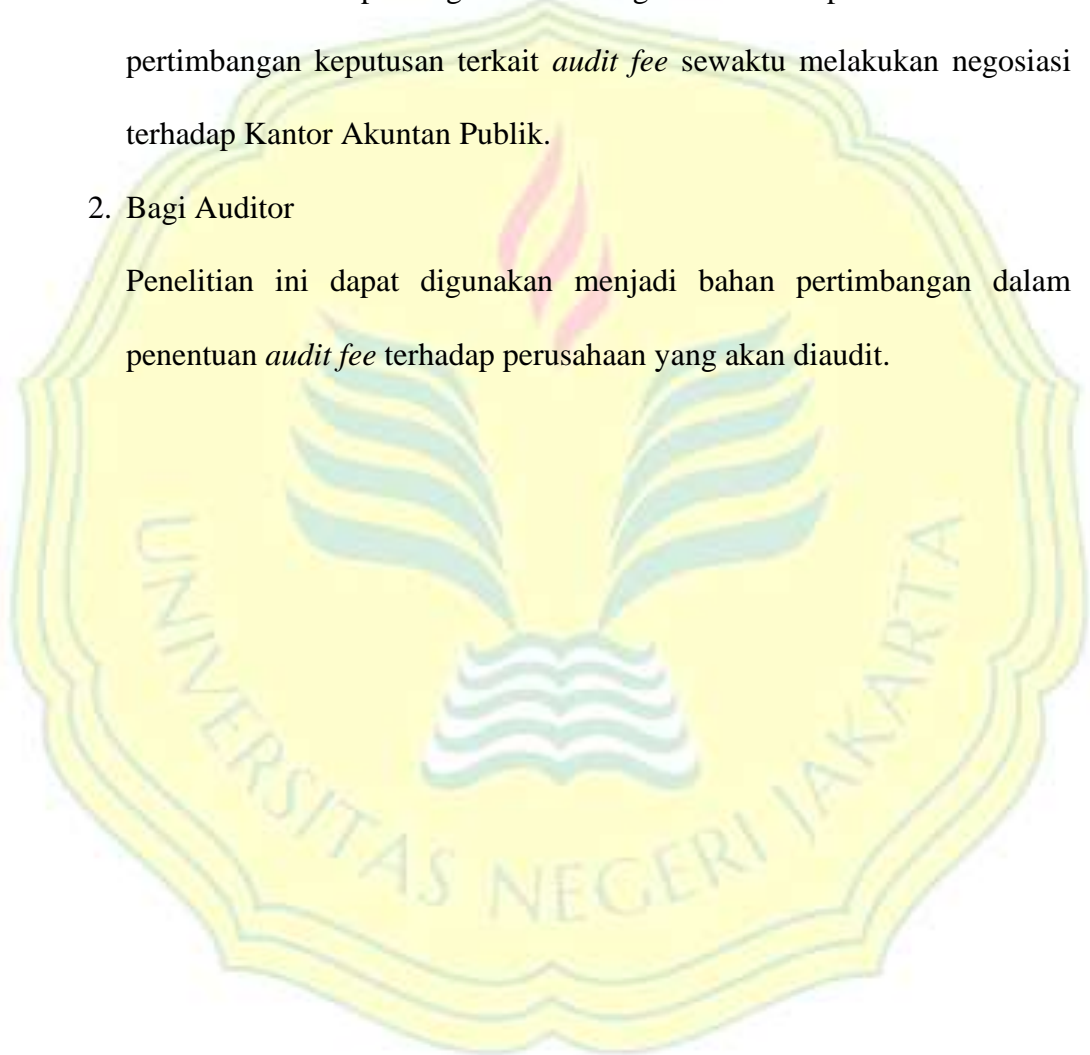 pertimbangan keputusan terkait audit fee sewaktu melakukan negosiasi
terhadap Kantor Akuntan Publik.
2. Bagi Auditor
Penelitian ini dapat digunakan menjadi bahan pertimbangan dalam
penentuan audit fee terhadap perusahaan yang akan diaudit.
UNIVERSITAS NEGERI JAKARTA